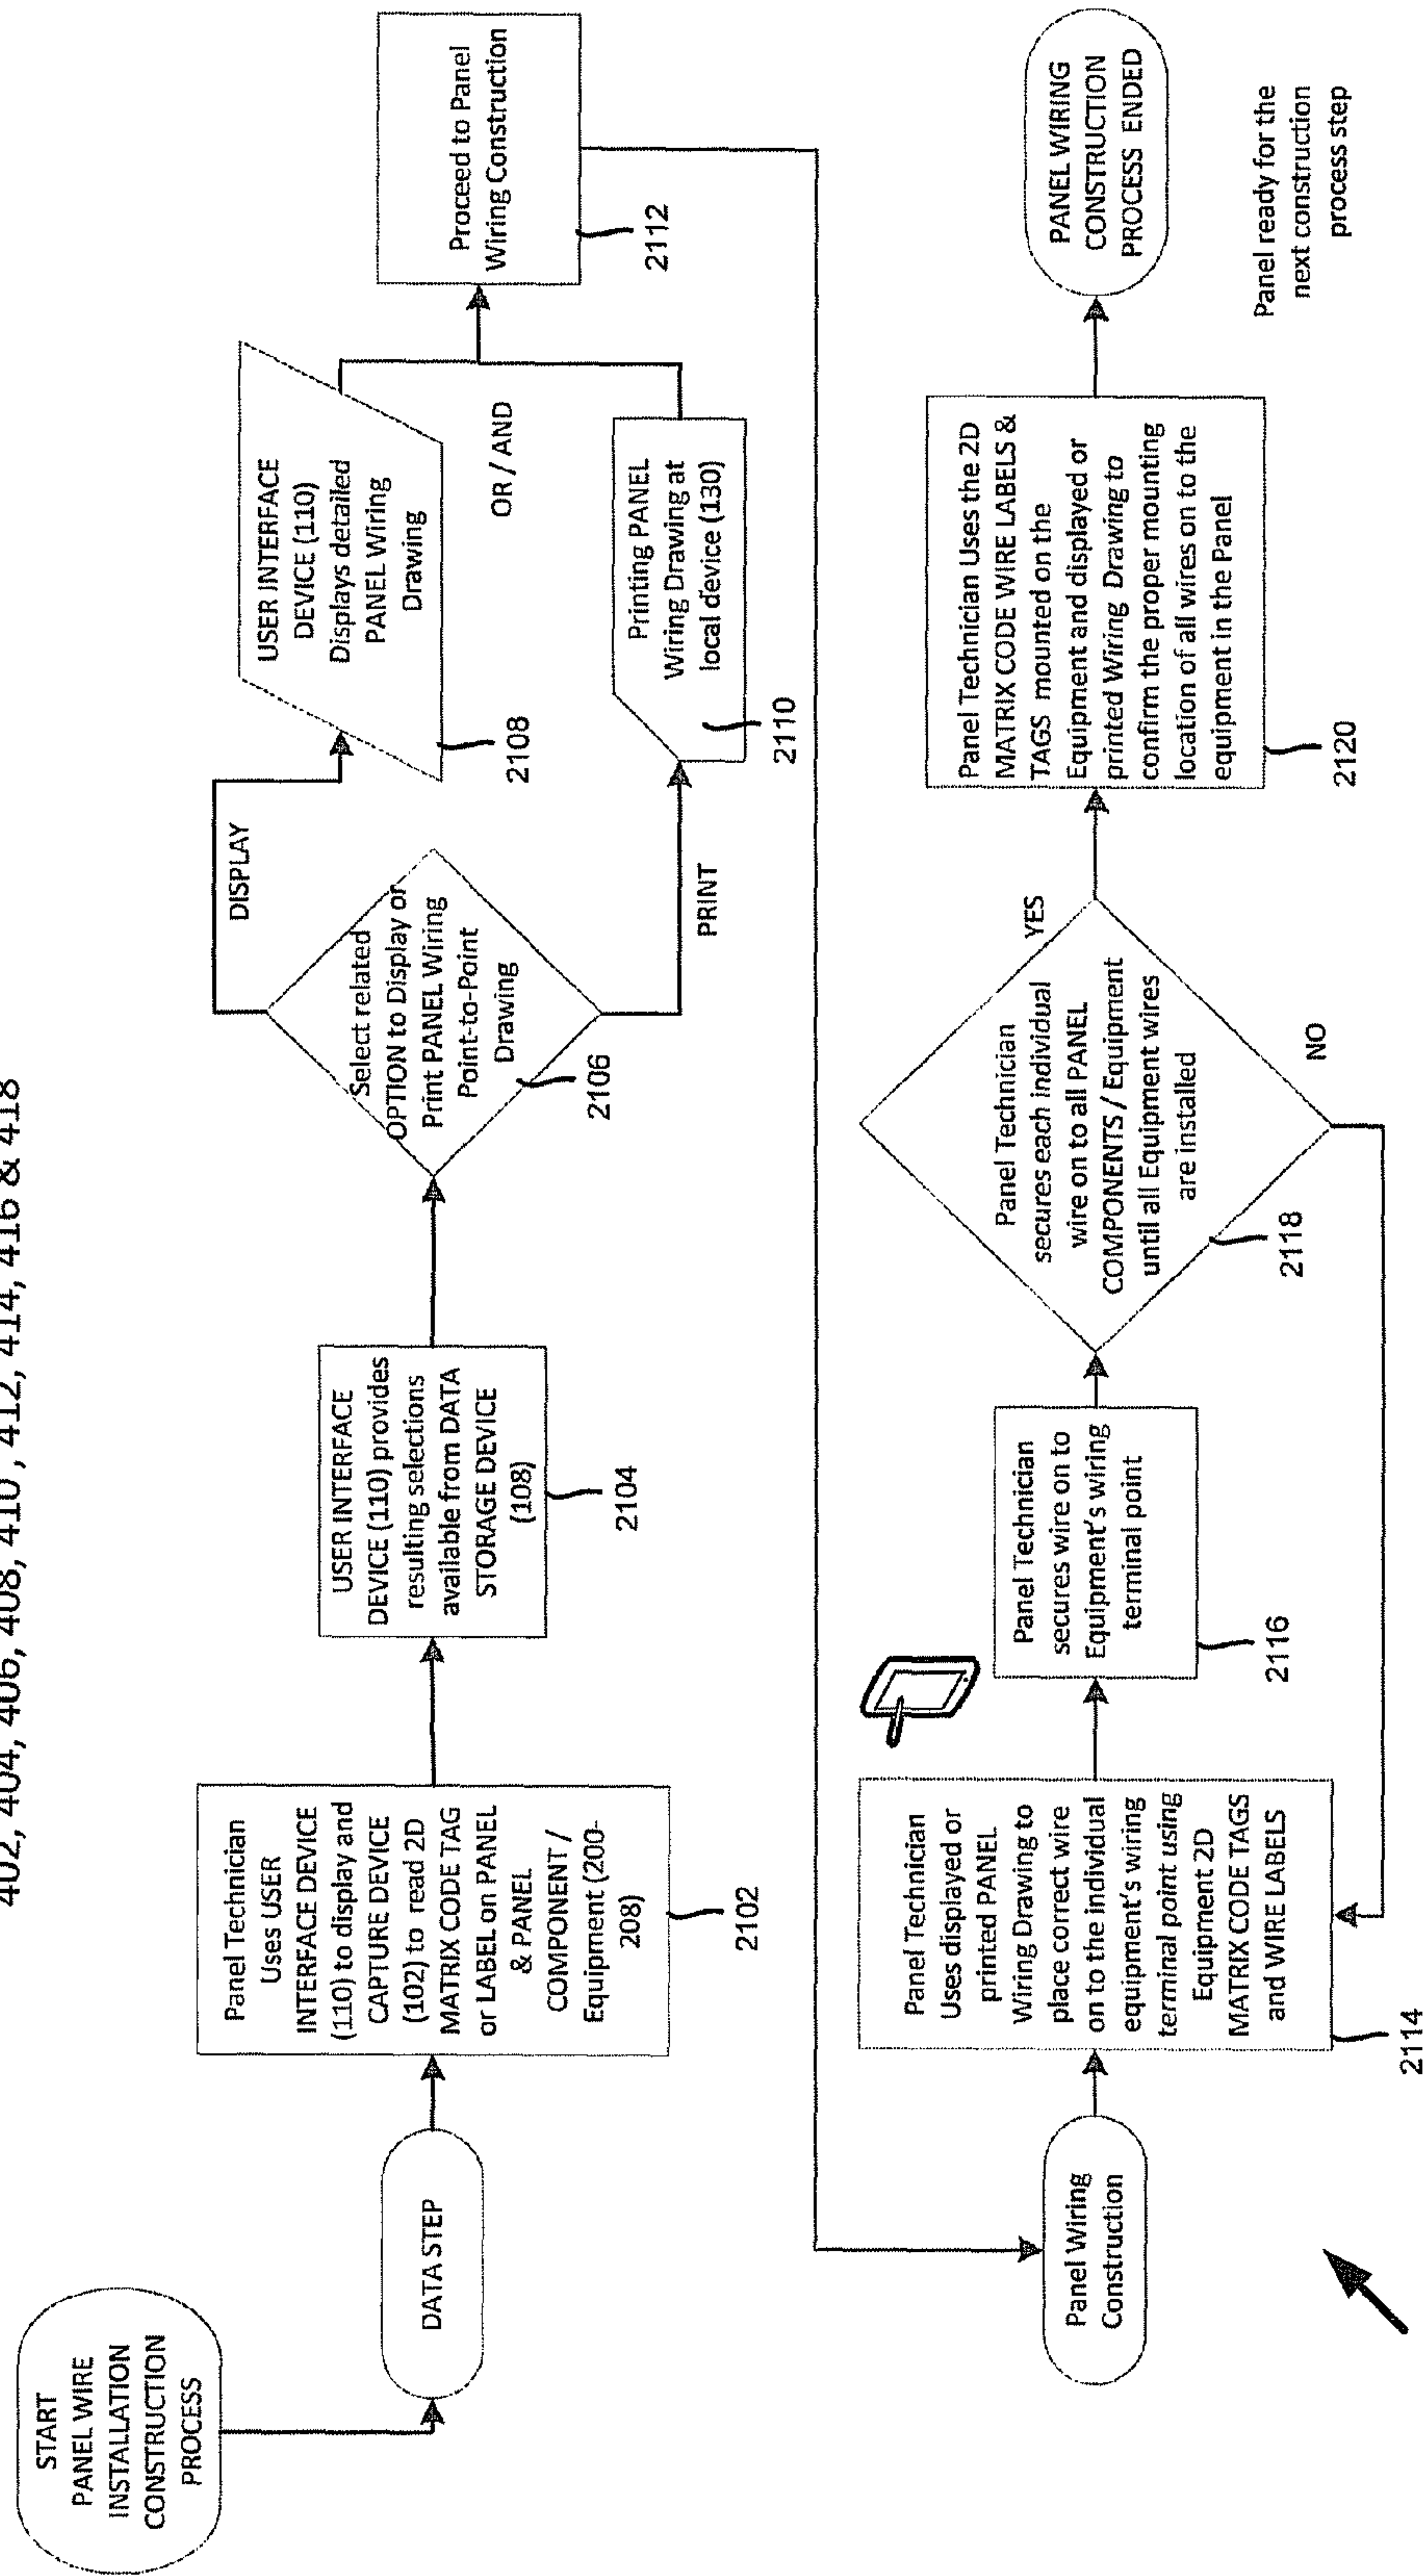 402, 404, 406, 408, 410 , 412, 414, 416 & 418
START
PANEL WIRE
INSTALLATION
CONSTRUCTION
PROCESS
DATA STEP
Panel Technician
Uses USER
INTERFACE DEVICE
(110) to display and
CAPTURE DEVICE
(102) to read 2D
MATRIX CODE TAG
or LABEL on PANEL
& PANEL
COMPONENT /
Equipment (200-
208)
2102
USER INTERFACE
DEVICE (110) provides
resulting selections
available from DATA
STORAGE DEVICE
(108)
2104
Select related
OPTION to Display or
Print PANEL Wiring
Point-to-Point
Drawing
2106
DISPLAY
PRINT
USER INTERFACE
DEVICE (110)
Displays detailed
PANEL Wiring
Drawing
2108
OR / AND
Printing PANEL
Wiring Drawing at
local device (130)
2110
Proceed to Panel
Wiring Construction
2112
Panel Wiring
Construction
Panel Technician
Uses displayed or
printed PANEL
Wiring Drawing to
place correct wire
on to the individual
equipment's wiring
terminal point using
Equipment 2D
MATRIX CODE TAGS
and WIRE LABELS
2114
Panel Technician
secures wire on to
Equipment's wiring
terminal point
2116
Panel Technician
secures each individual
wire on to all PANEL
COMPONENTS / Equipment
until all Equipment wires
are installed
2118
YES
NO
Panel Technician Uses the 2D
MATRIX CODE WIRE LABELS &
TAGS mounted on the
Equipment and displayed or
printed Wiring Drawing to
confirm the proper mounting
location of all wires on to the
equipment in the Panel
2120
PANEL WIRING
CONSTRUCTION
PROCESS ENDED
Panel ready for the
next construction
process step